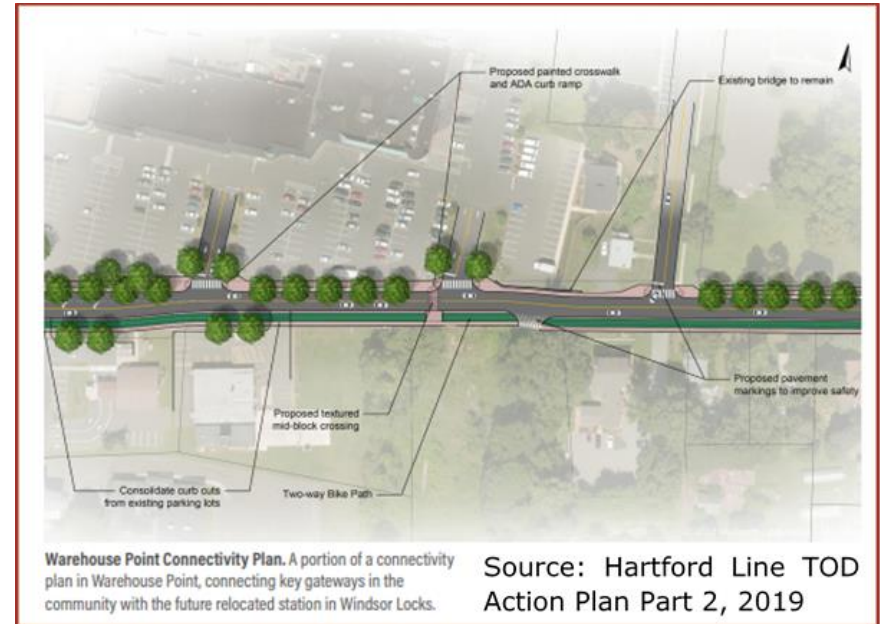 Proposed painted crosswalk
and ADA curb ramp
Existing bridge to remain
Proposed textured
mid-block crossing
Proposed pavement
markings to improve safety
Consolidate curb cuts
from existing parking lots
Two-way Bike Path
Warehouse Point Connectivity Plan. A portion of a connectivity
plan in Warehouse Point, connecting key gateways in the
community with the future relocated station in Windsor Locks.
Source: Hartford Line TOD
Action Plan Part 2, 2019